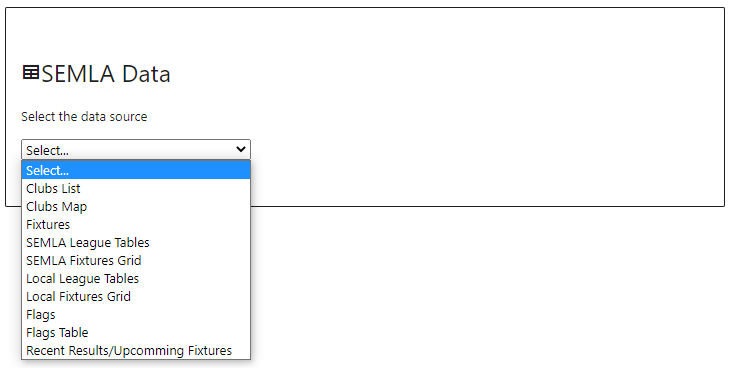 SEMLA Data
Select the data source
Select...
Select...
Clubs List
Clubs Map
Fixtures
SEMLA League Tables
SEMLA Fixtures Grid
Local League Tables
Local Fixtures Grid
Flags
Flags Table
Recent Results/Upcomming Fixtures